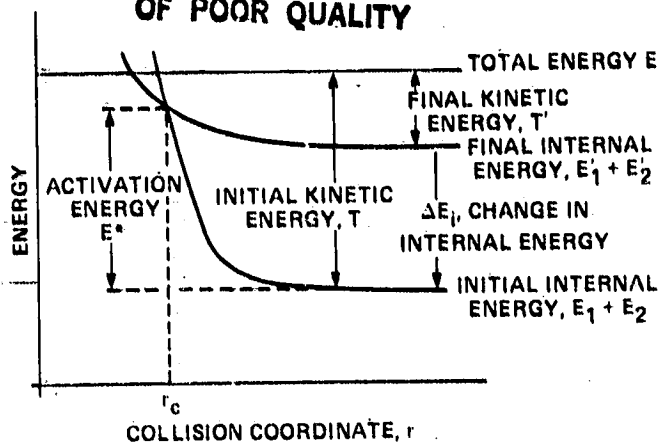 OF POOR QUALITY
TOTAL ENERGY E
FINAL KINETIC
ENERGY, T'
FINAL INTERNAL
ENERGY, E'1 + E'2
ACTIVATION
ENERGY
E*
INITIAL KINETIC
ENERGY, T
ΔEi, CHANGE IN
INTERNAL ENERGY
INITIAL INTERNAL
ENERGY, E1 + E2
ENERGY
rc
COLLISION COORDINATE, r